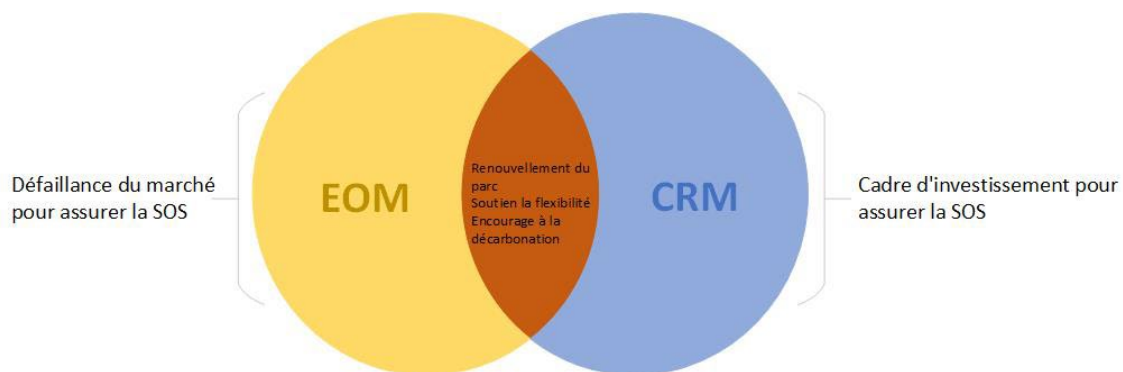 Défaillance du marché
pour assurer la SOS
EOM
Renouvellement du
parc
Soutien la flexibilité
Encourage à la
décarbonation
CRM
Cadre d'investissement pour
assurer la SOS